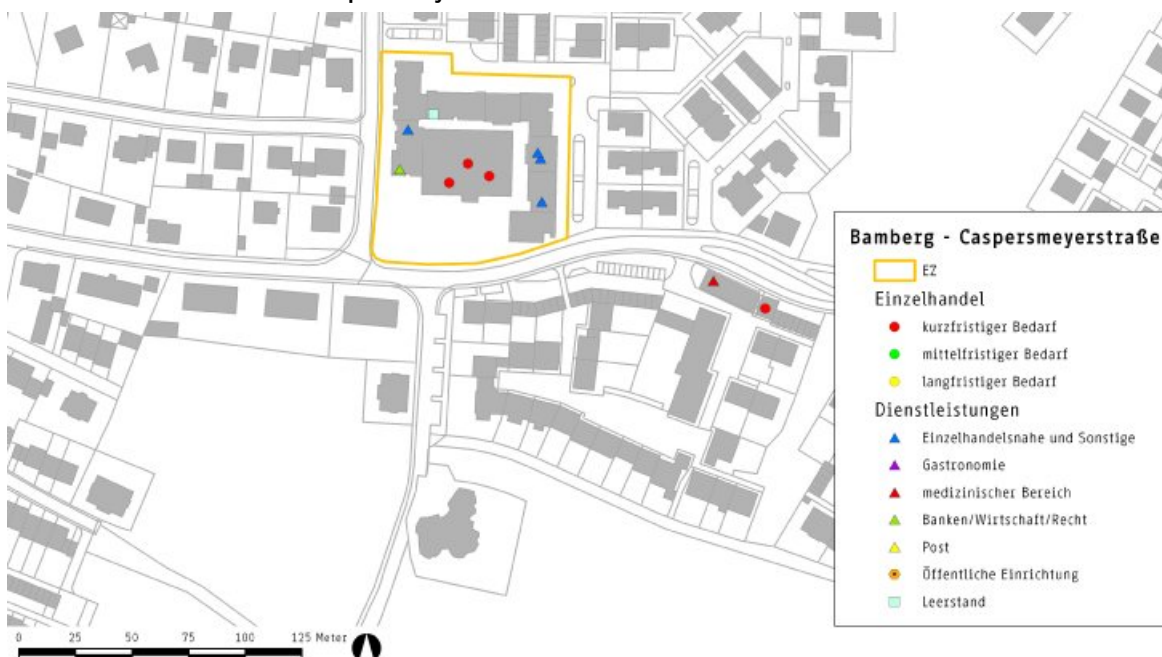 Bamberg - Caspersmeyerstraße
EZ
Einzelhandel
kurzfristiger Bedarf
mittelfristiger Bedarf
langfristiger Bedarf
Dienstleistungen
Einzelhandelsnahe und Sonstige
Gastronomie
medizinischer Bereich
Banken/Wirtschaft/Recht
Post
Öffentliche Einrichtung
Leerstand
0 25 50 75 100 125 Meter